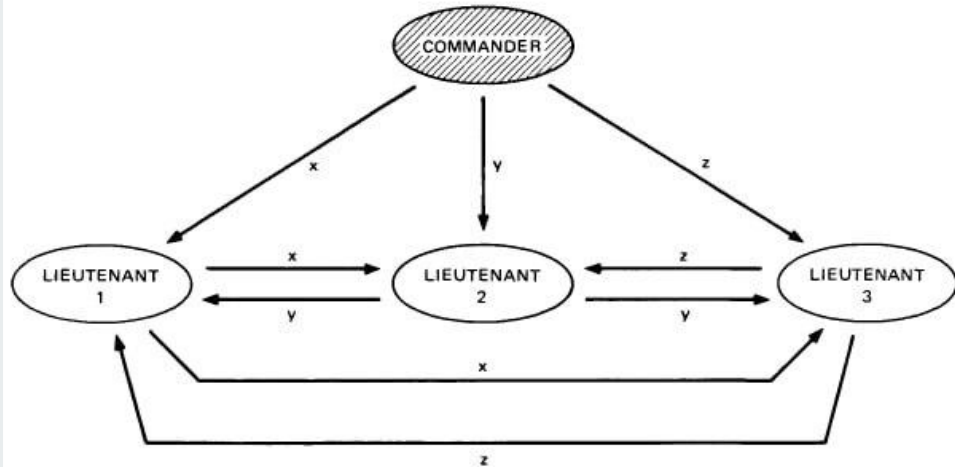 COMMANDER
x
y
z
LIEUTENANT
1
x
y
LIEUTENANT
2
z
y
LIEUTENANT
3
x
z